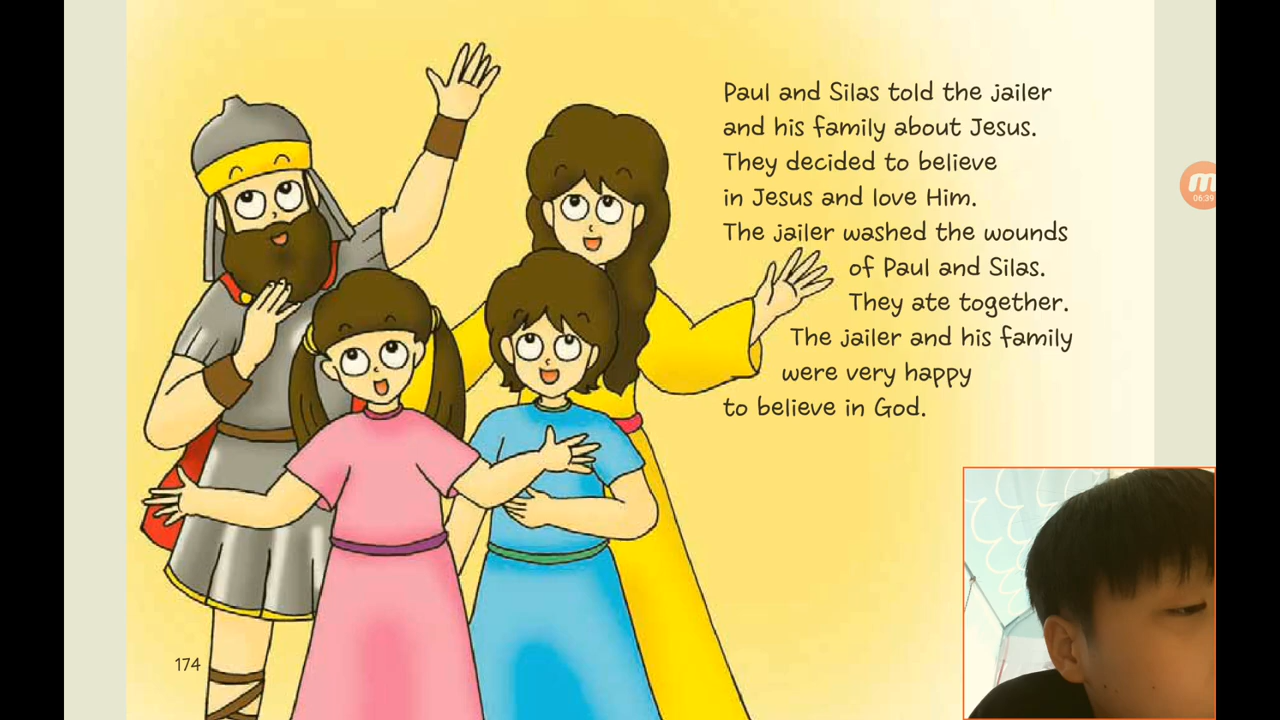 Paul and Silas told the jailer
and his family about Jesus.
They decided to believe
in Jesus and love Him.
The jailer washed the wounds
of Paul and Silas.
They ate together.
The jailer and his family
were very happy
to believe in God.
174
m
06:39